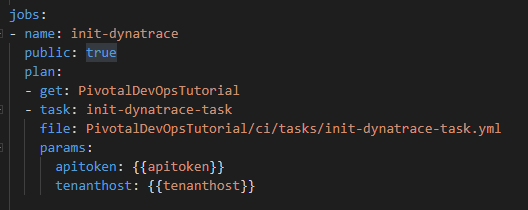 jobs:
- name: init-dynatrace
  public: true
  plan:
  - get: PivotalDevOpsTutorial
  - task: init-dynatrace-task
    file: PivotalDevOpsTutorial/ci/tasks/init-dynatrace-task.yml
    params:
      apitoken: {{apitoken}}
      tenanthost: {{tenanthost}}